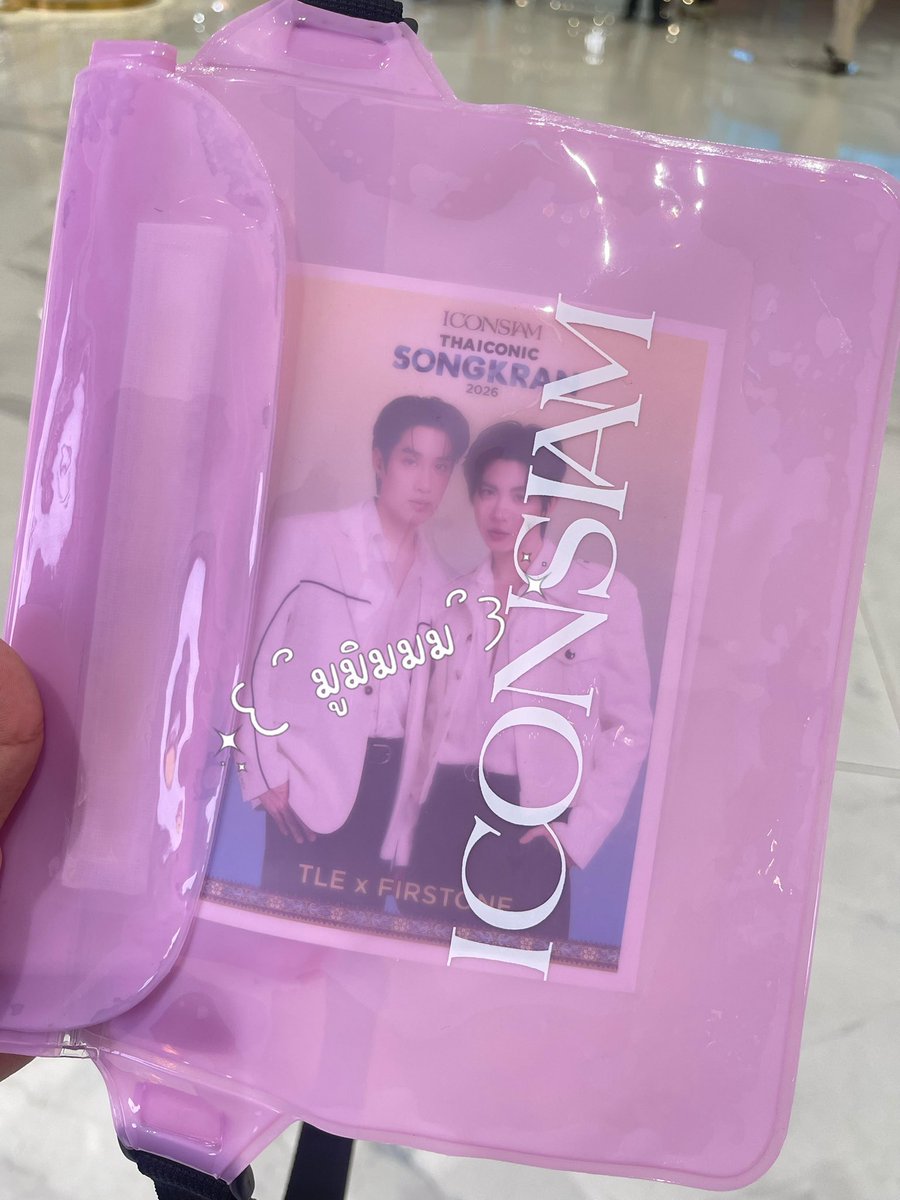 ICONSIAM
THAICONIC
SONGKRAN
2026
ICONSIAM
มูมิมมม
TLE x FIRSTONE